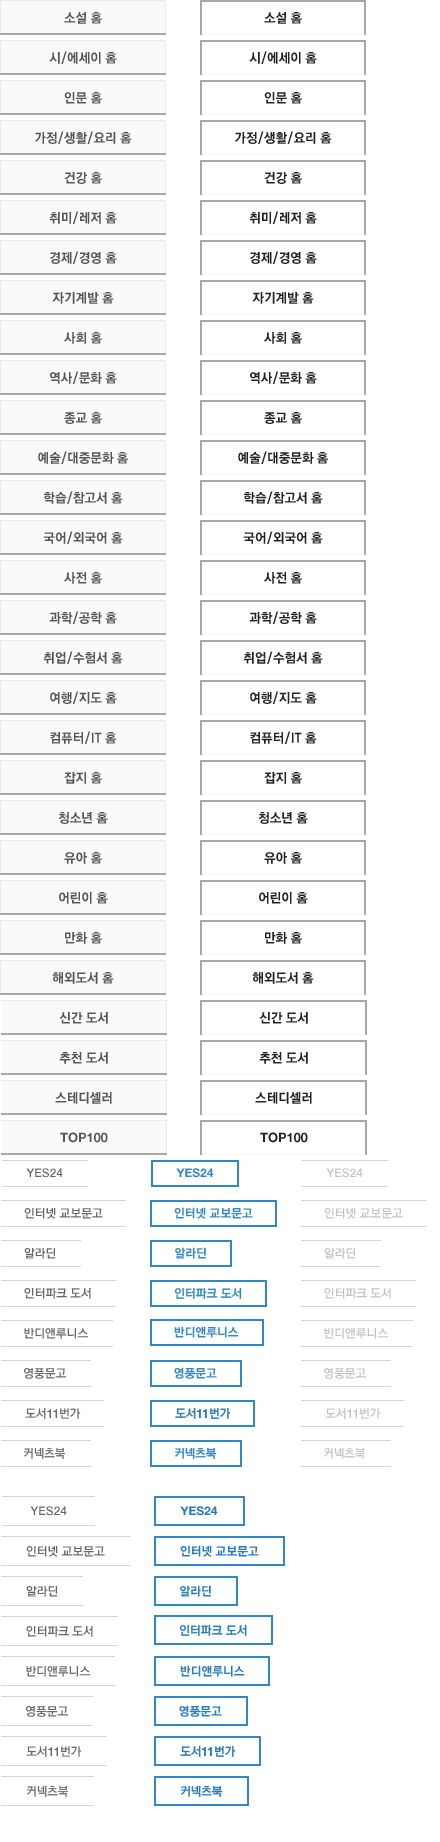 소설 홈 소설 홈
시/에세이 홈 시/에세이 홈
인문 홈 인문 홈
가정/생활/요리 홈 가정/생활/요리 홈
건강 홈 건강 홈
취미/레저 홈 취미/레저 홈
경제/경영 홈 경제/경영 홈
자기계발 홈 자기계발 홈
사회 홈 사회 홈
역사/문화 홈 역사/문화 홈
종교 홈 종교 홈
예술/대중문화 홈 예술/대중문화 홈
학습/참고서 홈 학습/참고서 홈
국어/외국어 홈 국어/외국어 홈
사전 홈 사전 홈
과학/공학 홈 과학/공학 홈
취업/수험서 홈 취업/수험서 홈
여행/지도 홈 여행/지도 홈
컴퓨터/IT 홈 컴퓨터/IT 홈
잡지 홈 잡지 홈
청소년 홈 청소년 홈
유아 홈 유아 홈
어린이 홈 어린이 홈
만화 홈 만화 홈
해외도서 홈 해외도서 홈
신간 도서 신간 도서
추천 도서 추천 도서
스테디셀러 스테디셀러
TOP100 TOP100
YES24 YES24 YES24
인터넷 교보문고 인터넷 교보문고 인터넷 교보문고
알라딘 알라딘 알라딘
인터파크 도서 인터파크 도서 인터파크 도서
반디앤루니스 반디앤루니스 반디앤루니스
영풍문고 영풍문고 영풍문고
도서11번가 도서11번가 도서11번가
커넥츠북 커넥츠북 커넥츠북
YES24 YES24
인터넷 교보문고 인터넷 교보문고
알라딘 알라딘
인터파크 도서 인터파크 도서
반디앤루니스 반디앤루니스
영풍문고 영풍문고
도서11번가 도서11번가
커넥츠북 커넥츠북